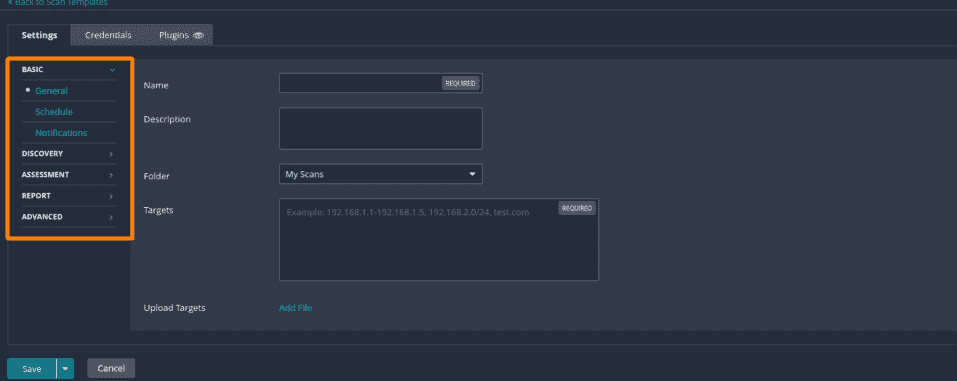 Back to Scan Templates
Settings Credentials Plugins
BASIC
General
Schedule
Notifications
DISCOVERY
ASSESSMENT
REPORT
ADVANCED
Name REQUIRED
Description
Folder My Scans
Targets Example: 192.168.1.1-192.168.1.5, 192.168.2.0/24, test.com REQUIRED
Upload Targets Add File
Save Cancel